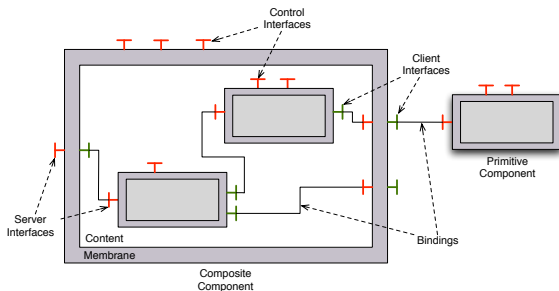 Control
Interfaces
Client
Interfaces
Primitive
Component
Server
Interfaces
Content
Bindings
Membrane
Composite
Component